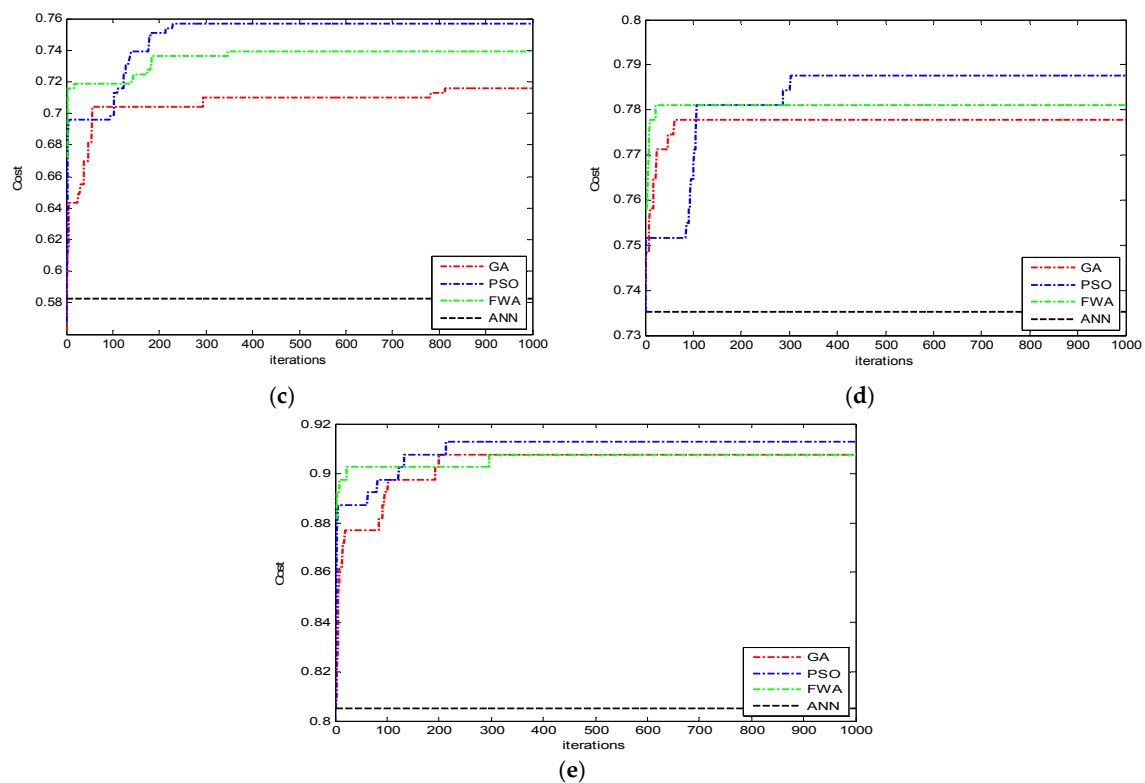 0.76
0.74
0.72
0.7
0.68
0.66
0.64
0.62
0.6
0.58
Cost
0 100 200 300 400 500 600 700 800 900 1000
iterations
GA
PSO
FWA
ANN
(c)
0.8
0.79
0.78
0.77
0.76
0.75
0.74
0.73
Cost
0 100 200 300 400 500 600 700 800 900 1000
iterations
GA
PSO
FWA
ANN
(d)
0.92
0.9
0.88
0.86
0.84
0.82
0.8
Cost
0 100 200 300 400 500 600 700 800 900 1000
iterations
GA
PSO
FWA
ANN
(e)